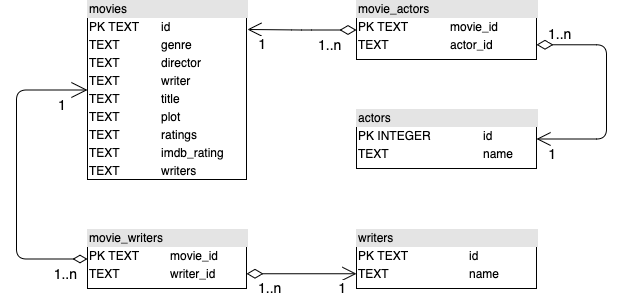 movies
PK TEXT id
TEXT genre
TEXT director
TEXT writer
TEXT title
TEXT plot
TEXT ratings
TEXT imdb_rating
TEXT writers
movie_actors
PK TEXT movie_id
TEXT actor_id
1
1..n
1..n
actors
PK INTEGER id
TEXT name
1
1
movie_writers
PK TEXT movie_id
TEXT writer_id
1..n
1..n
1
writers
PK TEXT id
TEXT name